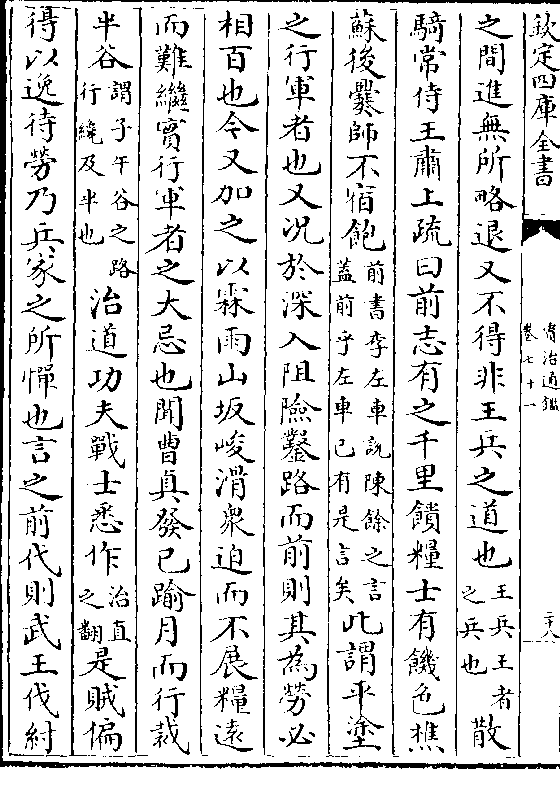 欽定四庫全書
資治通鑑
卷七十一
之間進無所略退又不得非王兵之道也王兵王者之兵也散
騎常侍王肅上疏曰前志有之千里饋糧士有饑色樵
蘇後爨師不宿飽前書李左車說陳餘之言蓋前乎左車已有是言矣此謂平塗
之行軍者也又況於深入阻險鑿路而前則其為勞必
相百也今又加之以霖雨山坂峻滑衆迫而不展糧遠
而難繼實行軍者之大忌也聞曹真發已踰月而行裁
半谷謂子午谷之路行纔及半也治道功夫戰士悉作治直之翻是賊偏
得以逸待勞乃兵家之所憚也言之前代則武王伐紂